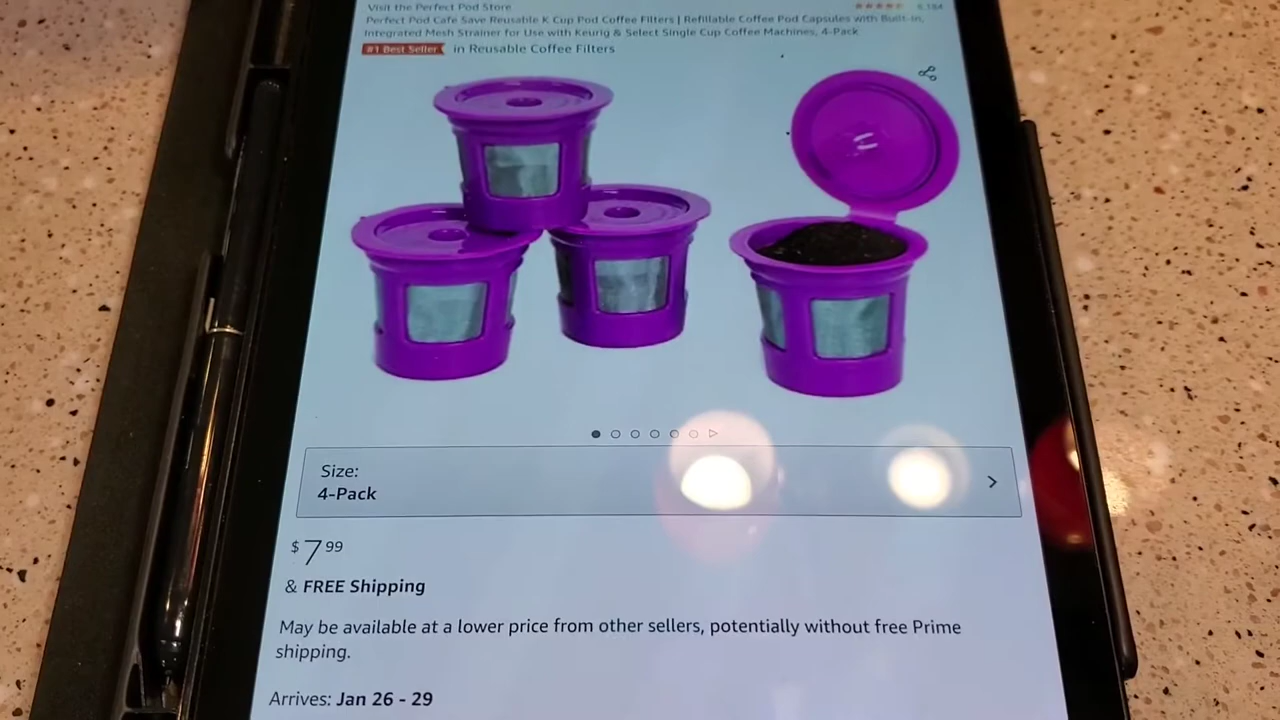 Visit the Perfect Pod Store
Perfect Pod Cafe Save Reusable K Cup Pod Coffee Filters | Refillable Coffee Pod Capsules with Built-in,
Integrated Mesh Strainer for Use with Keurig & Select Single Cup Coffee Machines, 4-Pack
#1 Best Seller in Reusable Coffee Filters
Size:
4-Pack
$7 99
& FREE Shipping
May be available at a lower price from other sellers, potentially without free Prime
shipping.
Arrives: Jan 26 - 29